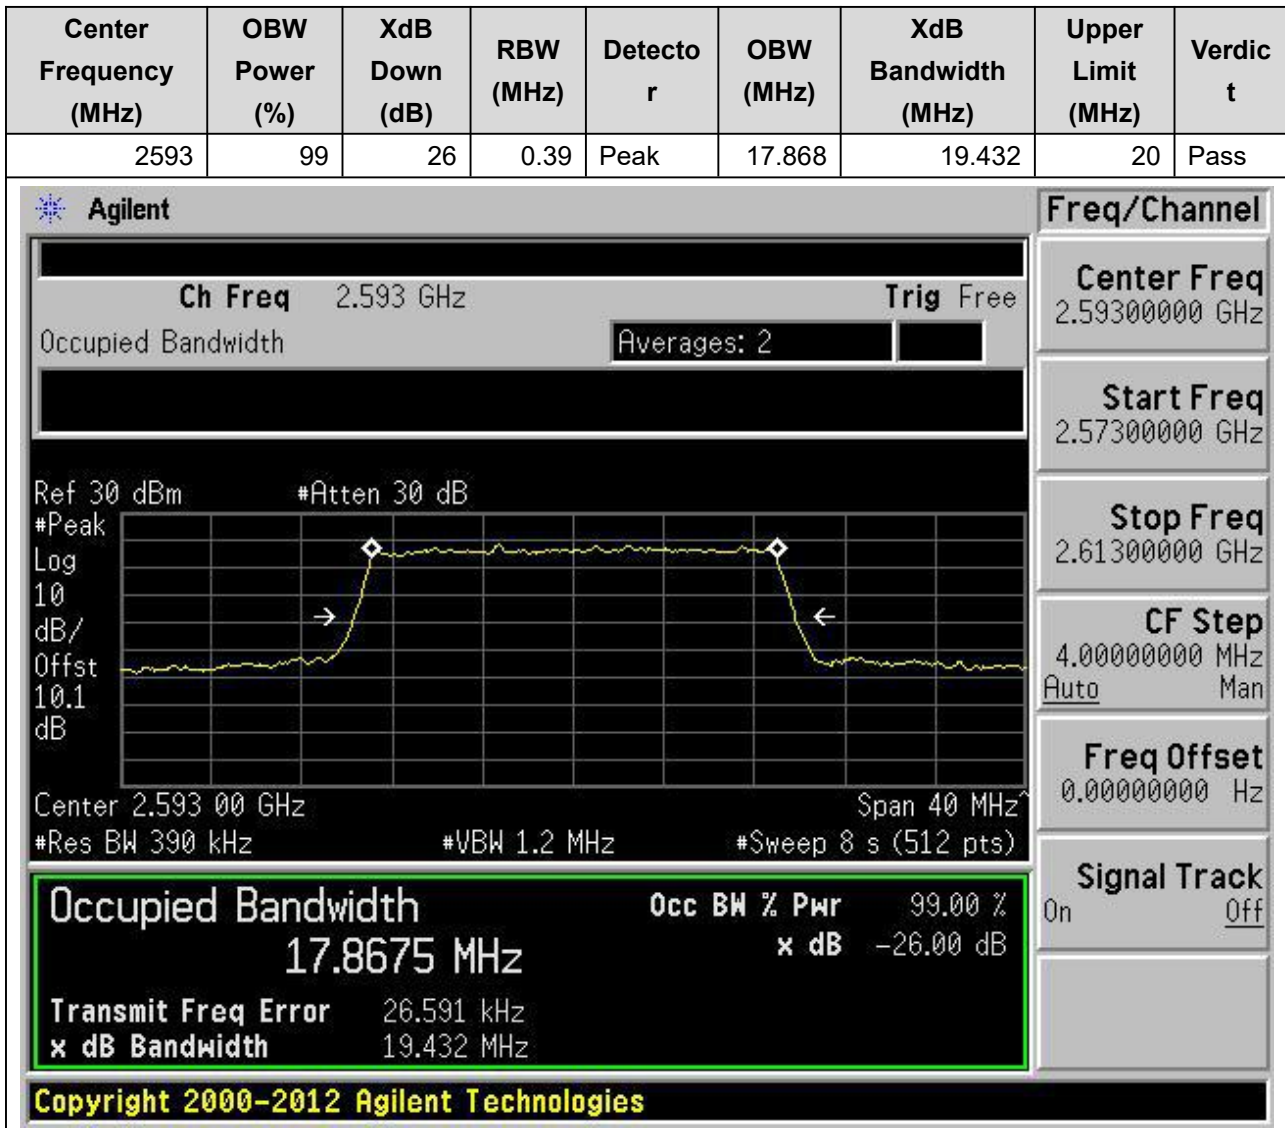 Center Frequency (MHz) OBW Power (%) XdB Down (dB) RBW (MHz) Detector OBW (MHz) XdB Bandwidth (MHz) Upper Limit (MHz) Verdict
2593 99 26 0.39 Peak 17.868 19.432 20 Pass
Agilent
Freq/Channel
Ch Freq 2.593 GHz Trig Free
Occupied Bandwidth Averages: 2
Center Freq
2.59300000 GHz
Start Freq
2.57300000 GHz
Stop Freq
2.61300000 GHz
CF Step
4.00000000 MHz
Auto Man
Freq Offset
0.00000000 Hz
Signal Track
On Off
Ref 30 dBm #Atten 30 dB
#Peak
Log
10
dB/
Offst
10.1
dB
Center 2.593 00 GHz Span 40 MHz^
#Res BW 390 kHz #VBW 1.2 MHz #Sweep 8 s (512 pts)
Occupied Bandwidth Occ BW % Pwr 99.00 %
17.8675 MHz x dB -26.00 dB
Transmit Freq Error 26.591 kHz
x dB Bandwidth 19.432 MHz
Copyright 2000-2012 Agilent Technologies